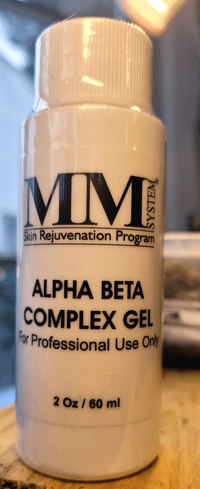 MM
SYSTEM®
Skin Rejuvenation Program
ALPHA BETA
COMPLEX GEL
For Professional Use Only
2 Oz / 60 ml